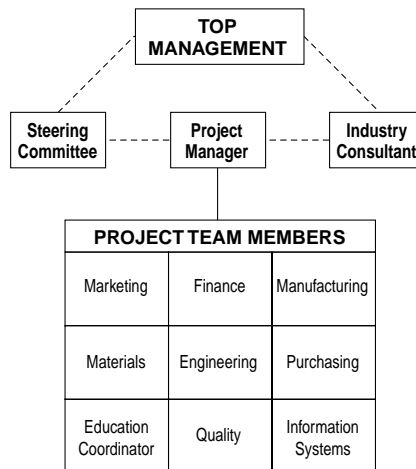 TOP
MANAGEMENT
Steering
Committee
Project
Manager
Industry
Consultant
PROJECT TEAM MEMBERS
Marketing
Finance
Manufacturing
Materials
Engineering
Purchasing
Education
Coordinator
Quality
Information
Systems